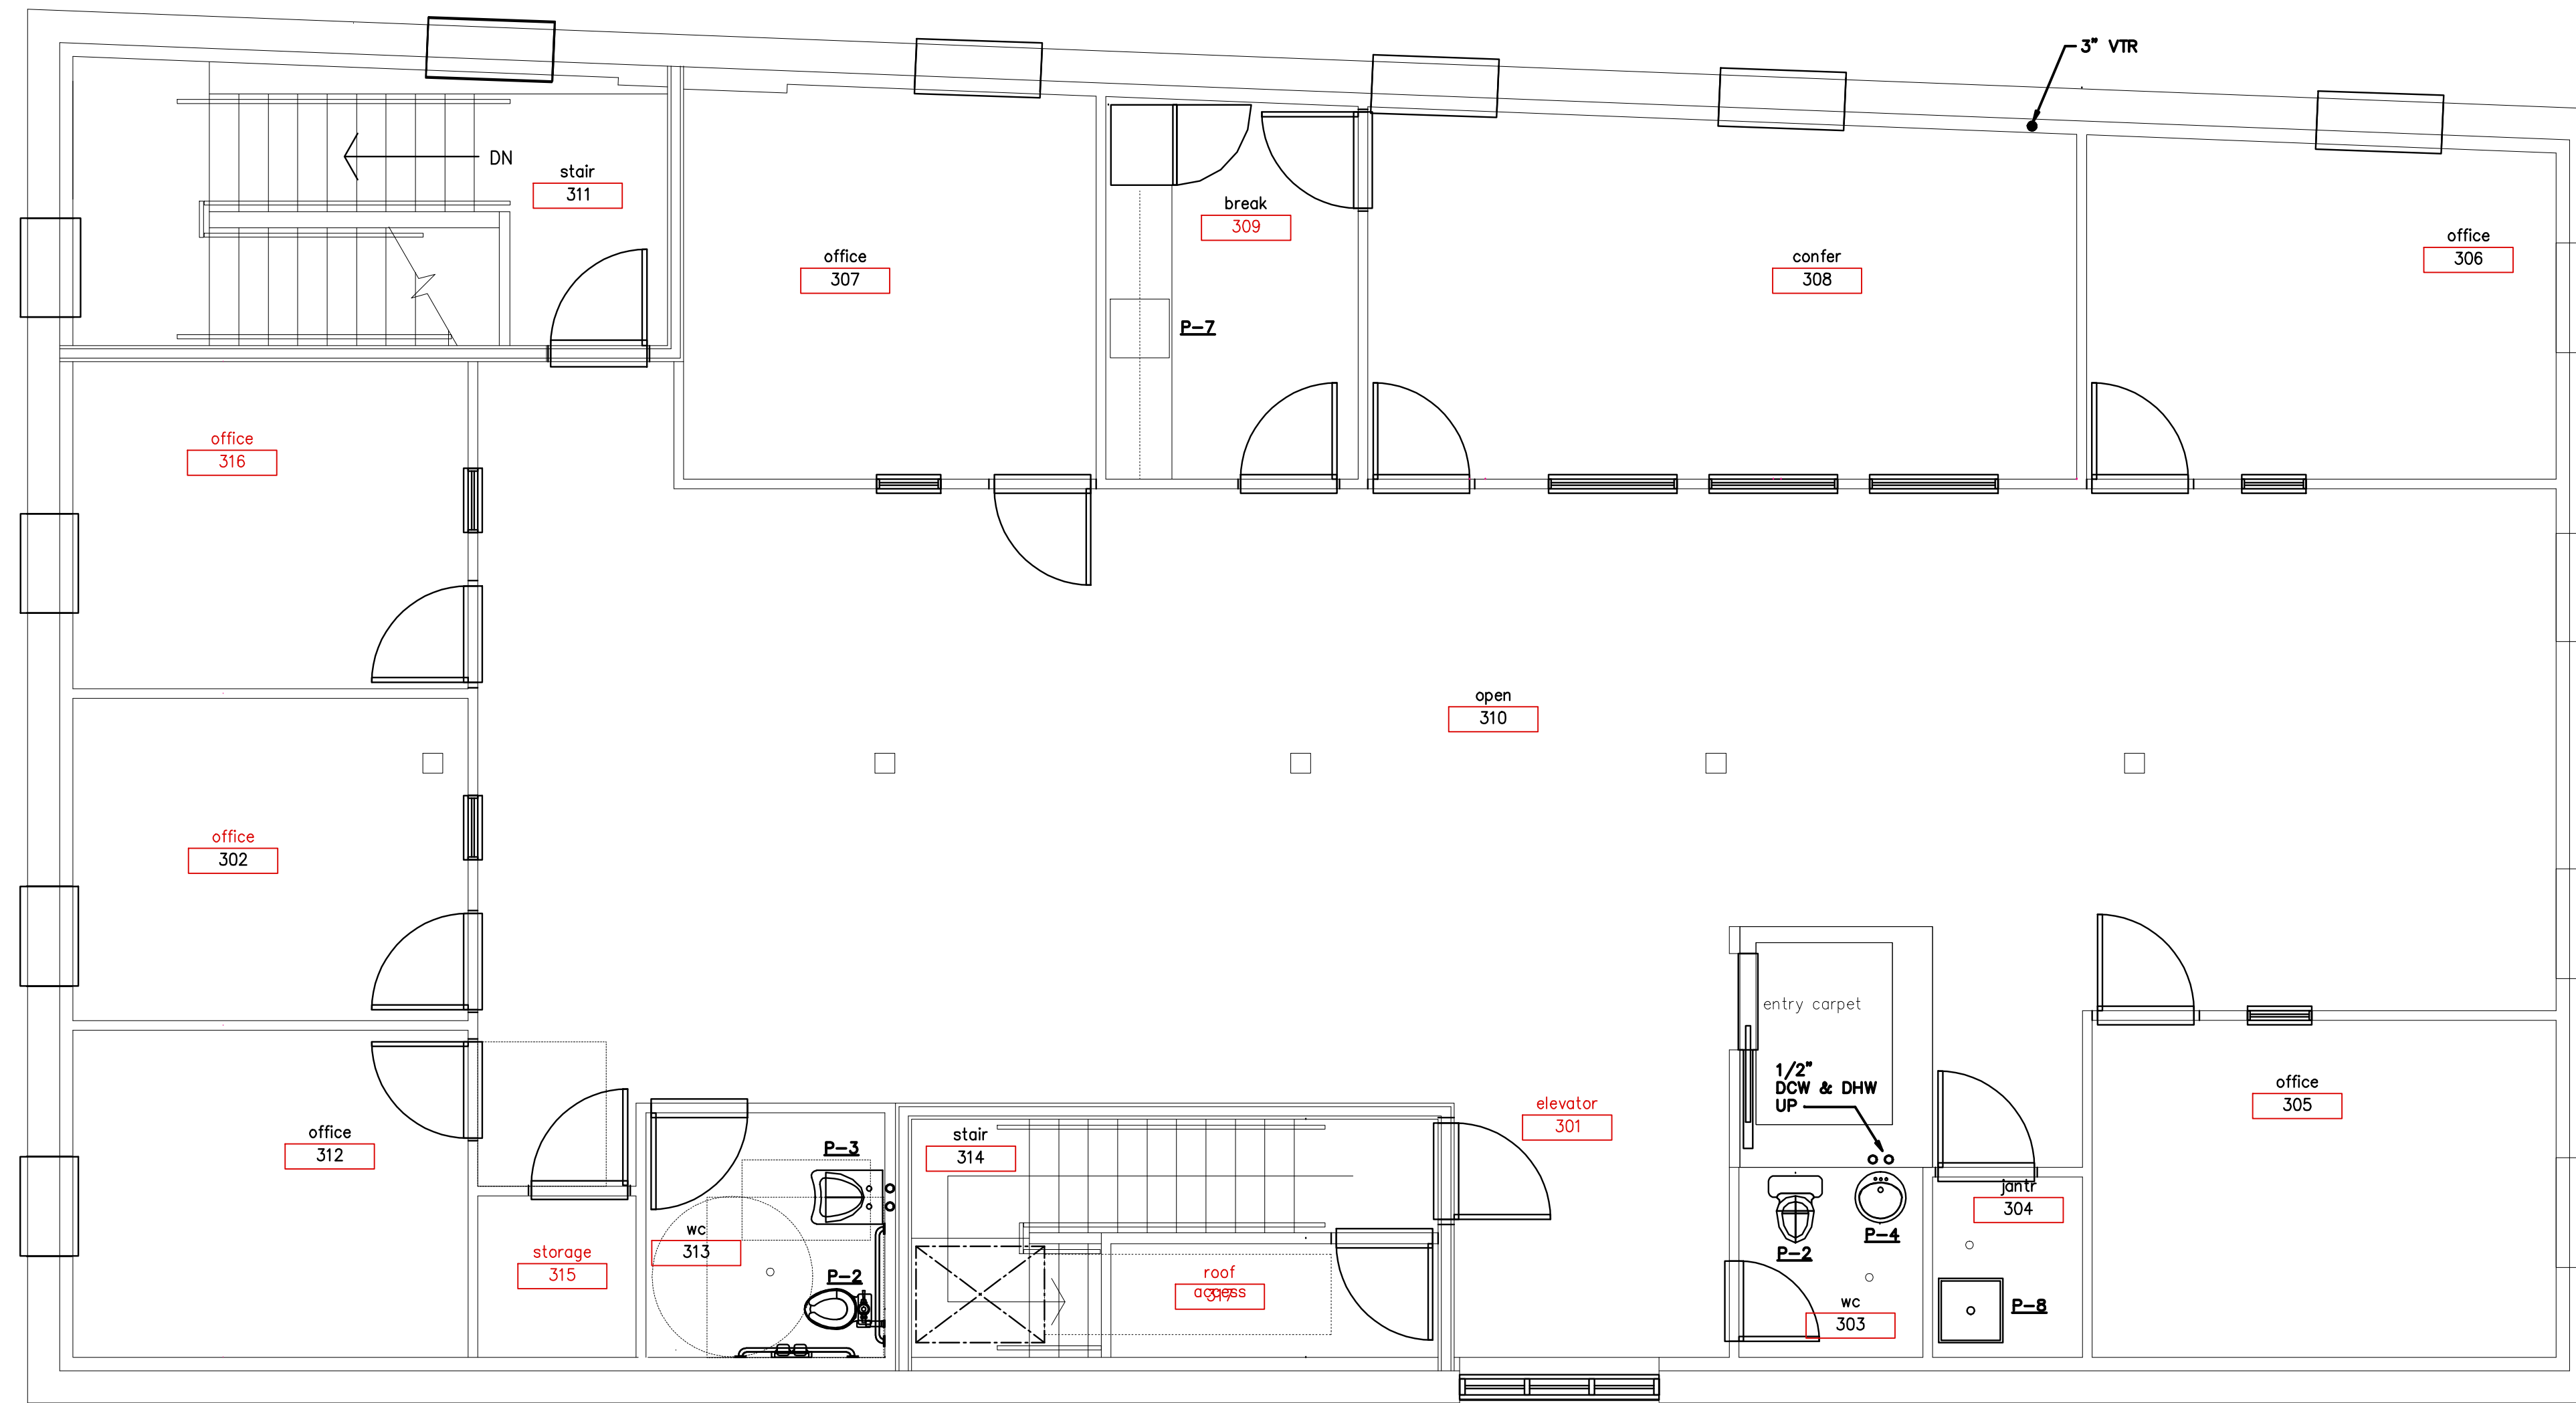 3" VTR
DN
stair
311
break
309
office
307
confer
308
office
306
P-7
office
316
open
310
office
302
entry carpet
1/2"
DCW & DHW
UP
elevator
301
office
305
office
312
P-3
stair
314
jantr
304
wc
313
P-4
P-2
storage
315
P-2
roof
access
317
wc
303
P-8